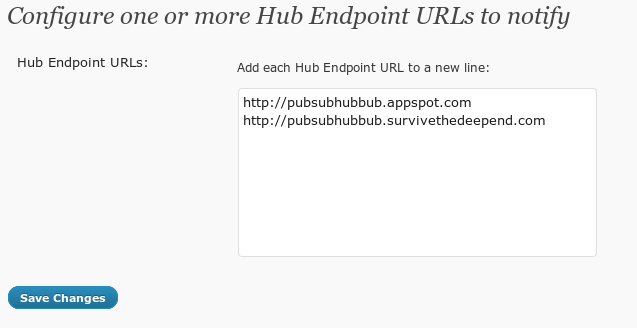 Configure one or more Hub Endpoint URLs to notify
Hub Endpoint URLs:
Add each Hub Endpoint URL to a new line:
http://pubsubhubbub.appspot.com
http://pubsubhubbub.survivethedeepend.com
Save Changes